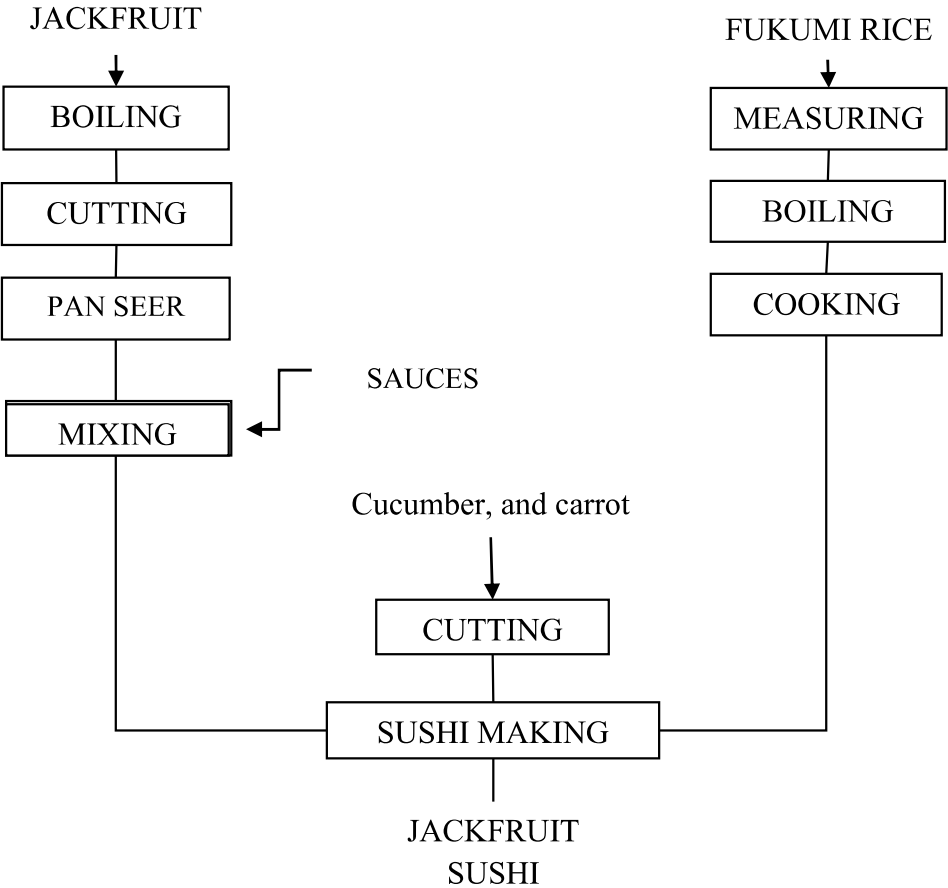 JACKFRUIT
FUKUMI RICE
BOILING
MEASURING
CUTTING
BOILING
PAN SEER
COOKING
SAUCES
MIXING
Cucumber, and carrot
CUTTING
SUSHI MAKING
JACKFRUIT
SUSHI